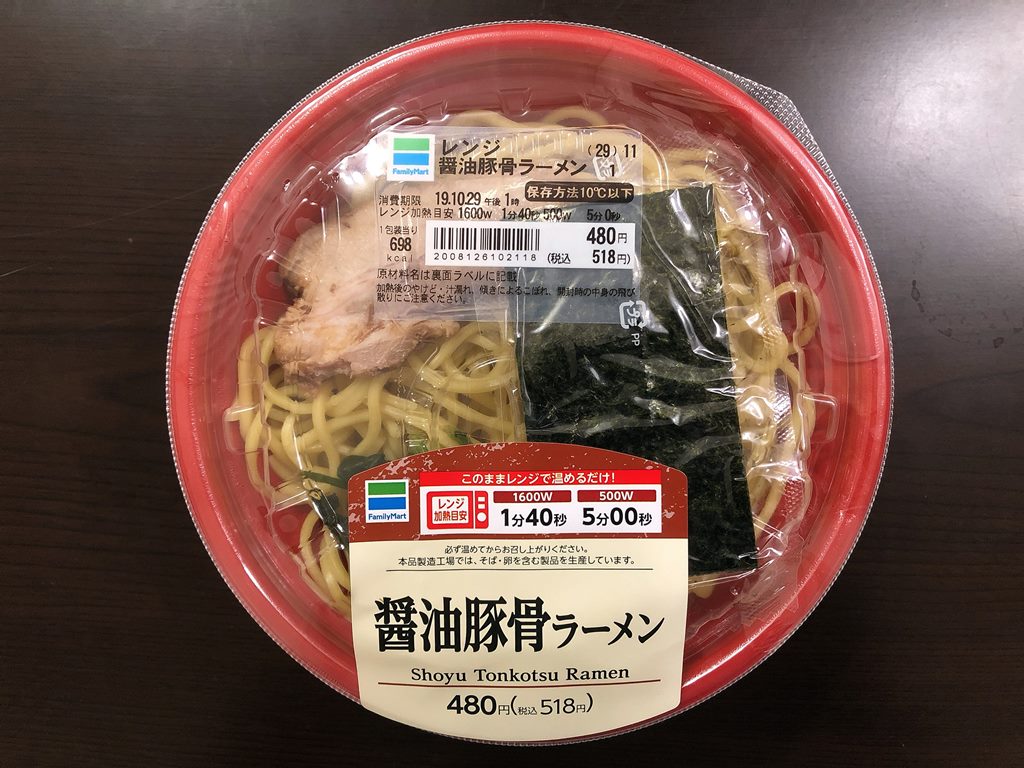 FamilyMart
レンジ
醤油豚骨ラーメン
(29) 11
1
保存方法10℃以下
消費期限 19.10.29 午後 1時
レンジ加熱目安 1600W 1分40秒 500W 5分 0秒
1包装当り
698
kcal
2008126102118
480円
(税込 518円)
原材料名は裏面ラベルに記載
加熱後のやけど・汁漏れ、傾きによるこぼれ、開封時の中身の飛び
散りにご注意ください。
プラ
PP
このままレンジで温めるだけ!
FamilyMart
レンジ
加熱目安
1600W
1分40秒
500W
5分00秒
必ず温めてからお召し上がりください。
本品製造工場では、そば・卵を含む製品を生産しています。
醤油豚骨ラーメン
Shoyu Tonkotsu Ramen
480円(税込518円)